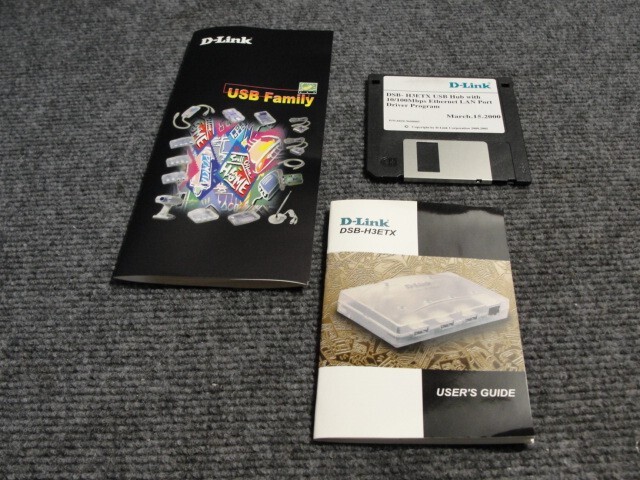 D-Link
USB Family
D-Link
DSB- H3ETX USB Hub with
10/100Mbps Ethernet LAN Port
Driver Program
March.15.2000
D-Link
DSB-H3ETX
D-Link
USER'S GUIDE